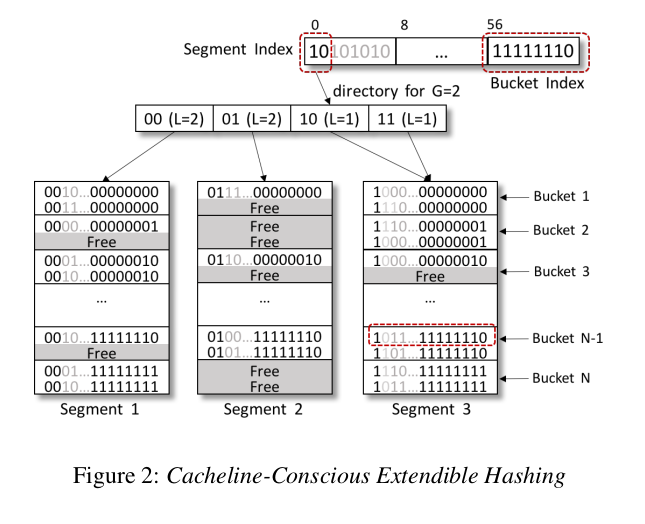 0 8 56
Segment Index 10101010 ... 11111110
Bucket Index
directory for G=2
00 (L=2) 01 (L=2) 10 (L=1) 11 (L=1)
0010...00000000 0111...00000000 1000...00000000 Bucket 1
0011...00000000 Free 1110...00000000
0000...00000001 Free 1110...00000001 Bucket 2
Free Free 1000...00000001
0001...00000010 0110...00000010 1000...00000010 Bucket 3
0010...00000010 Free Free
... ... ...
0010...11111110 0100...11111110 1011...11111110 Bucket N-1
Free 0101...11111110 1101...11111110
0001...11111111 Free 1110...11111111 Bucket N
0010...11111111 Free 1011...11111111
Segment 1 Segment 2 Segment 3
Figure 2: Cacheline-Conscious Extendible Hashing